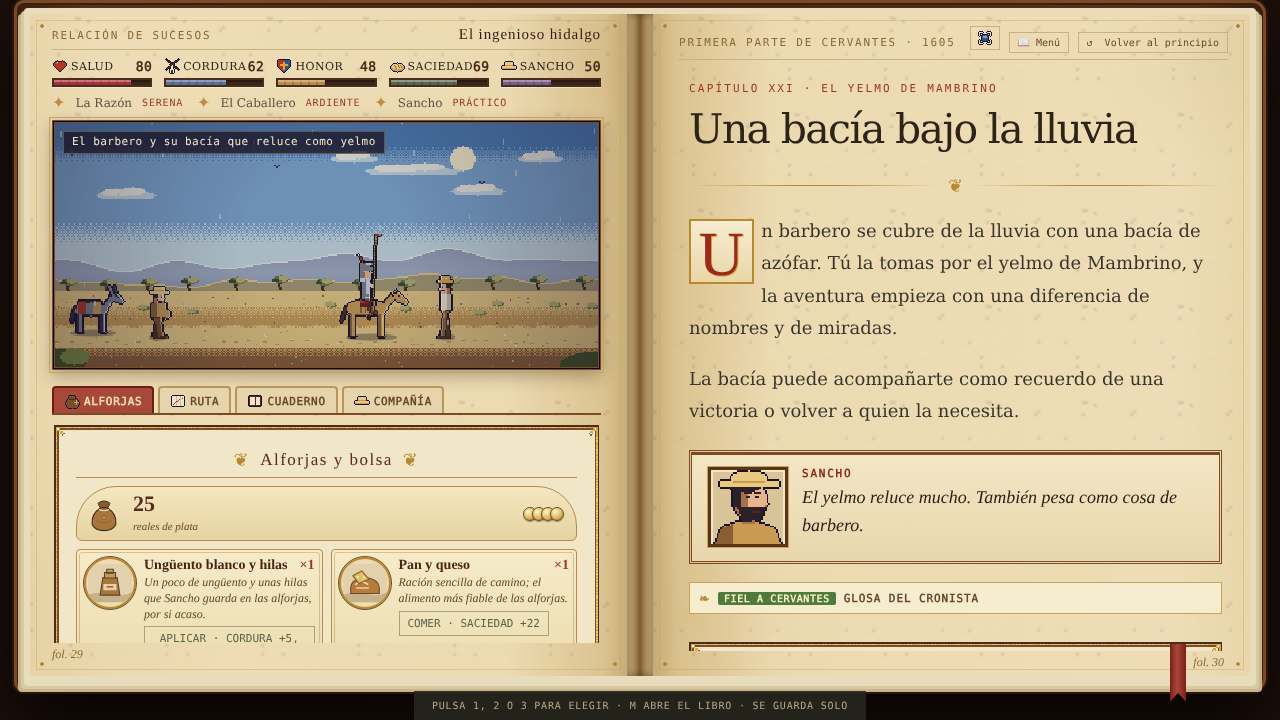 RELACIÓN DE SUCESOS
El ingenioso hidalgo
SALUD 80
CORDURA 62
HONOR 48
SACIEDAD 69
SANCHO 50
La Razón SERENA
El Caballero ARDIENTE
Sancho PRÁCTICO
El barbero y su bacía que reluce como yelmo
ALFORJAS
RUTA
CUADERNO
COMPAÑÍA
Alforjas y bolsa
25
reales de plata
Ungüento blanco y hilas ×1
Un poco de ungüento y unas hilas
que Sancho guarda en las alforjas,
por si acaso.
APLICAR · CORDURA +5,
Pan y queso ×1
Ración sencilla de camino; el
alimento más fiable de las alforjas.
COMER · SACIEDAD +22
fol. 29
PRIMERA PARTE DE CERVANTES · 1605
Menú
↺ Volver al principio
CAPÍTULO XXI · EL YELMO DE MAMBRINO
Una bacía bajo la lluvia
Un barbero se cubre de la lluvia con una bacía de
azófar. Tú la tomas por el yelmo de Mambrino, y
la aventura empieza con una diferencia de
nombres y de miradas.
La bacía puede acompañarte como recuerdo de una
victoria o volver a quien la necesita.
SANCHO
El yelmo reluce mucho. También pesa como cosa de
barbero.
FIEL A CERVANTES GLOSA DEL CRONISTA
fol. 30
PULSA 1, 2 O 3 PARA ELEGIR · M ABRE EL LIBRO · SE GUARDA SOLO